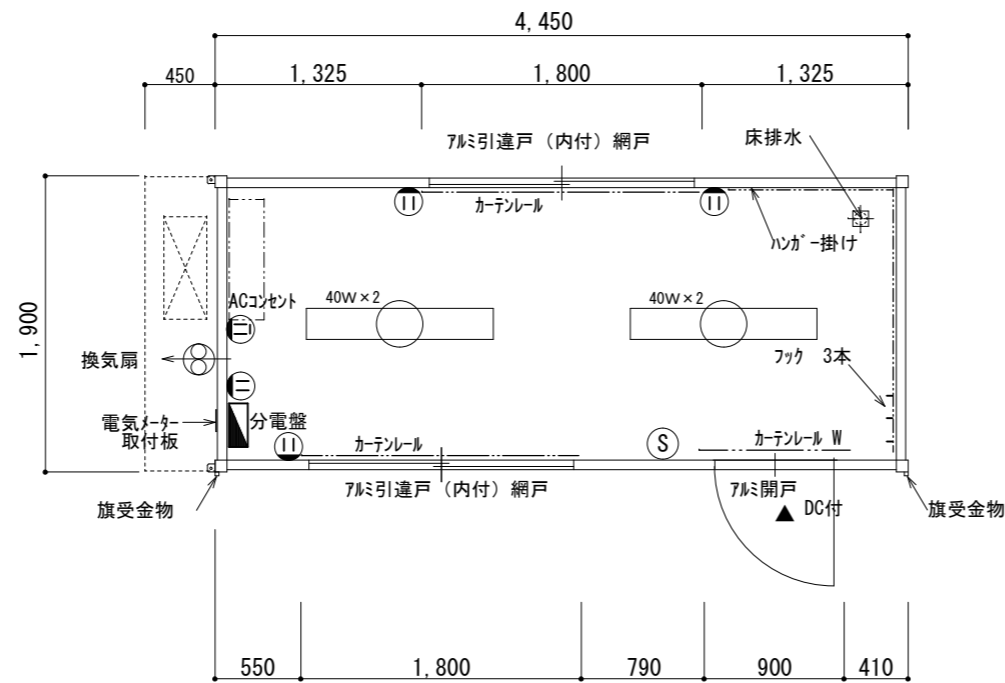 4,450
450
1,325
1,800
1,325
アルミ引違戸（内付）網戸
床排水
カーテンレール
ハンガー掛け
1,900
ACコンセント
40W×2
40W×2
換気扇
フック 3本
電気メーター
取付板
分電盤
カーテンレール
S
カーテンレール W
アルミ引違戸（内付）網戸
アルミ開戸
DC付
旗受金物
旗受金物
550
1,800
790
900
410